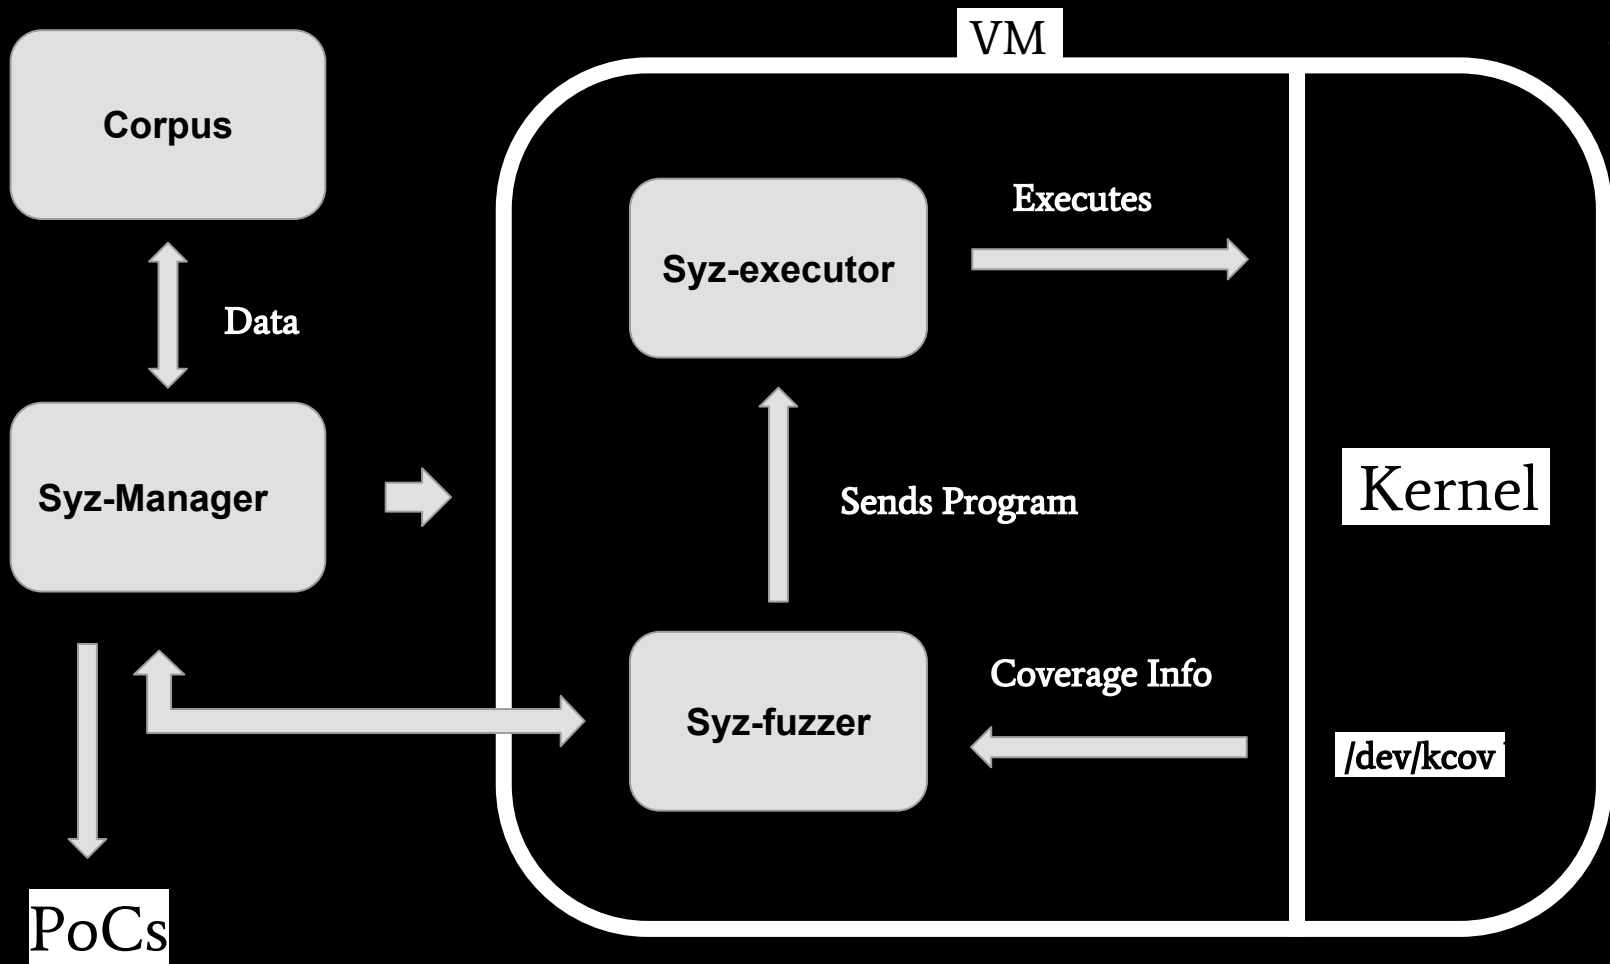 VM
Corpus
Executes
Syz-executor
Data
Syz-Manager
Sends Program
Kernel
Coverage Info
Syz-fuzzer
/dev/kcov
PoCs